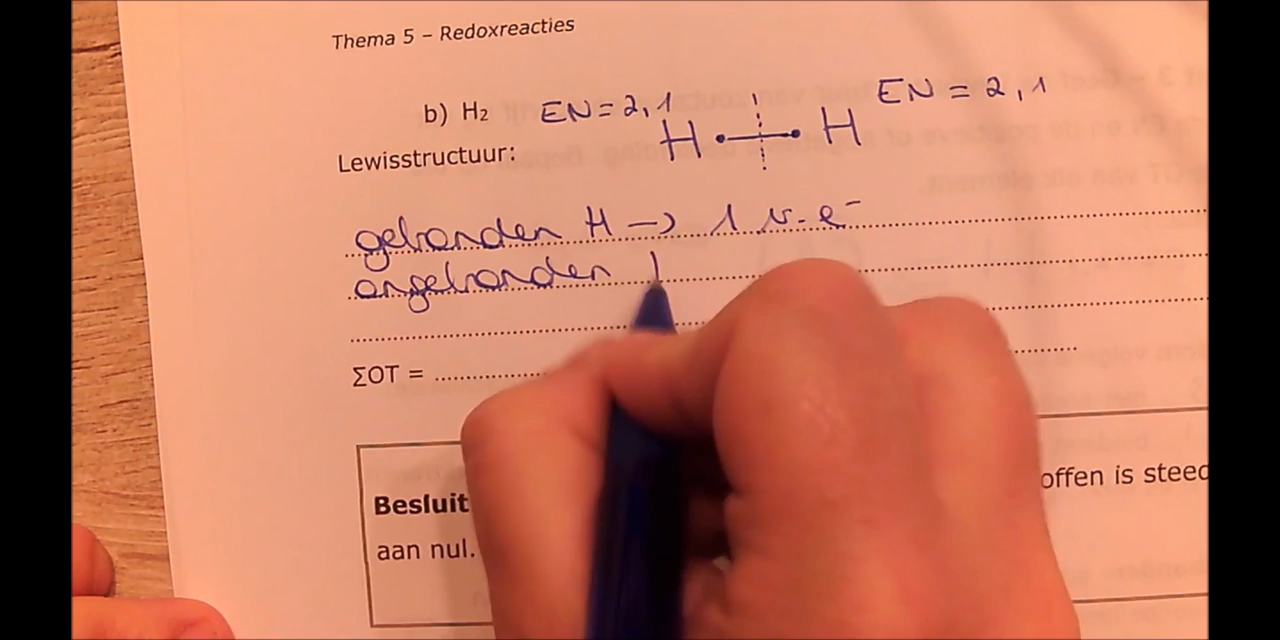 Thema 5 – Redoxreacties
b) H₂ EN = 2,1 H H EN = 2,1
Lewisstructuur:
gebonden H → 1 v. e⁻
ongebonden
ΣOT = ........................
Besluit offen is steed
aan nul.